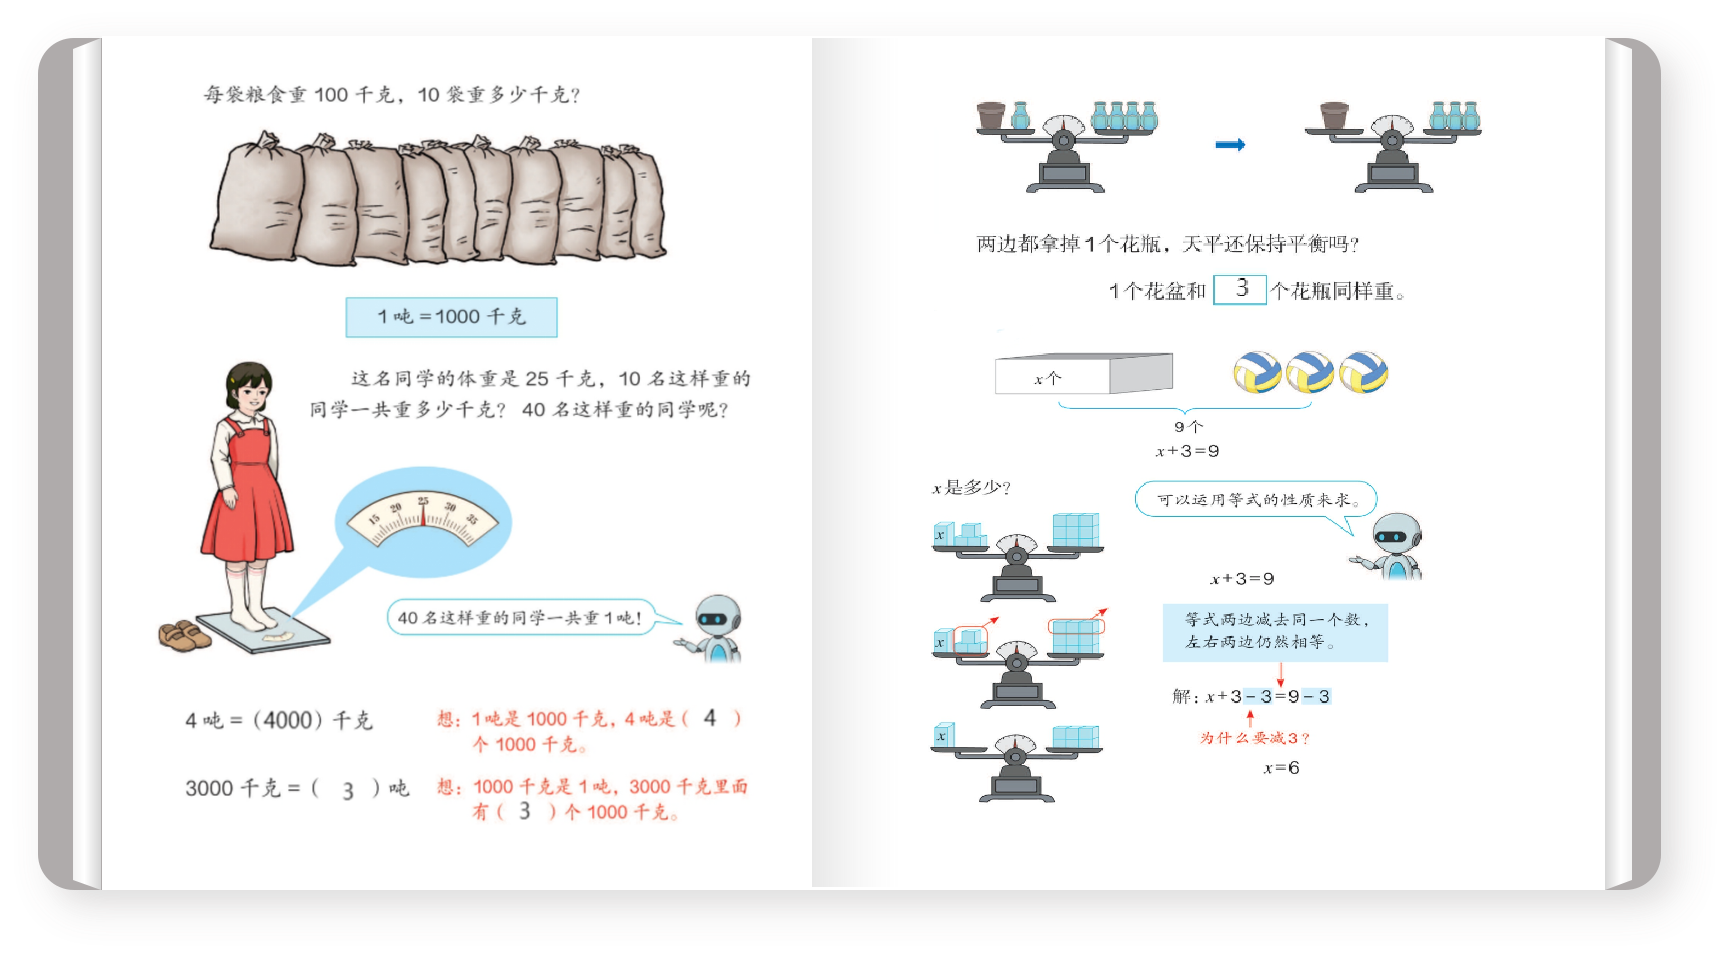 每袋粮食重 100 千克，10 袋重多少千克？
1 吨 =1000 千克
这名同学的体重是 25 千克，10 名这样重的
同学一共重多少千克？ 40 名这样重的同学呢？
15 20 25 30 35
40 名这样重的同学一共重 1 吨！
4 吨 =（4000）千克
想：1 吨是 1000 千克，4 吨是（ 4 ）
个 1000 千克。
3000 千克 =（ 3 ）吨
想：1000 千克是 1 吨，3000 千克里面
有（ 3 ）个 1000 千克。
两边都拿掉1个花瓶，天平还保持平衡吗？
1个花盆和 3 个花瓶同样重。
x个
9个
x+3=9
x是多少？
可以运用等式的性质来求。
x
x+3=9
等式两边减去同一个数，
左右两边仍然相等。
x
解：x+3－3=9－3
为什么要减3？
x
x=6